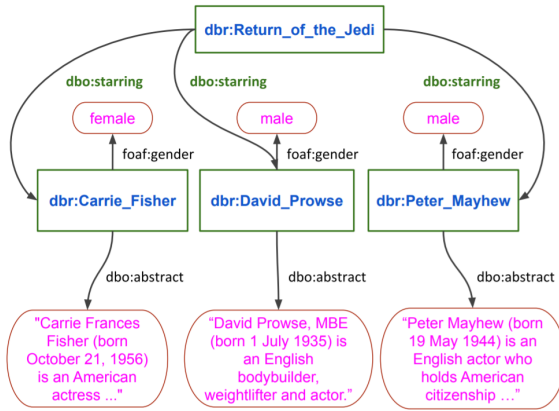 dbr:Return_of_the_Jedi
dbo:starring
dbo:starring
dbo:starring
female
male
male
foaf:gender
foaf:gender
foaf:gender
dbr:Carrie_Fisher
dbr:David_Prowse
dbr:Peter_Mayhew
dbo:abstract
dbo:abstract
dbo:abstract
"Carrie Frances
Fisher (born
October 21, 1956)
is an American
actress ..."
“David Prowse, MBE
(born 1 July 1935) is
an English
bodybuilder,
weightlifter and actor.”
“Peter Mayhew (born
19 May 1944) is an
English actor who
holds American
citizenship …”